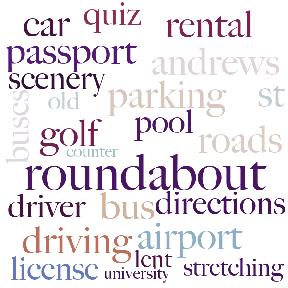 car quiz rental
passport
scenery andrews
buses old parking st
golf pool
counter roads
roundabout
driver bus directions
driving airport
license lent
university stretching